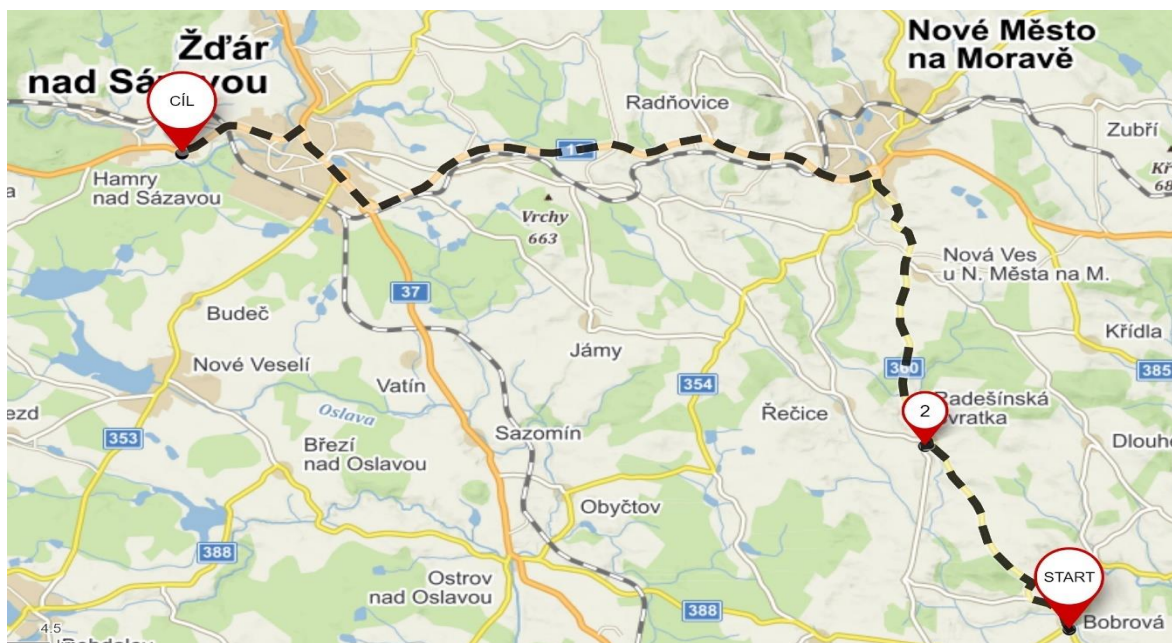 Žďár
nad Sázavou
Nové Město
na Moravě
CÍL
Radňovice
Zubří
Hamry
nad Sázavou
Vrchy
663
Nová Ves
u N. Města na M.
37
Budeč
Křídla
Jámy
385
Nové Veselí
Vatín
354
360
Radešínská
Svratka
2
Oslava
Řečice
353
Březí
nad Oslavou
Sazomín
Obyčtov
388
Ostrov
nad Oslavou
388
START
Bobrová
4.5